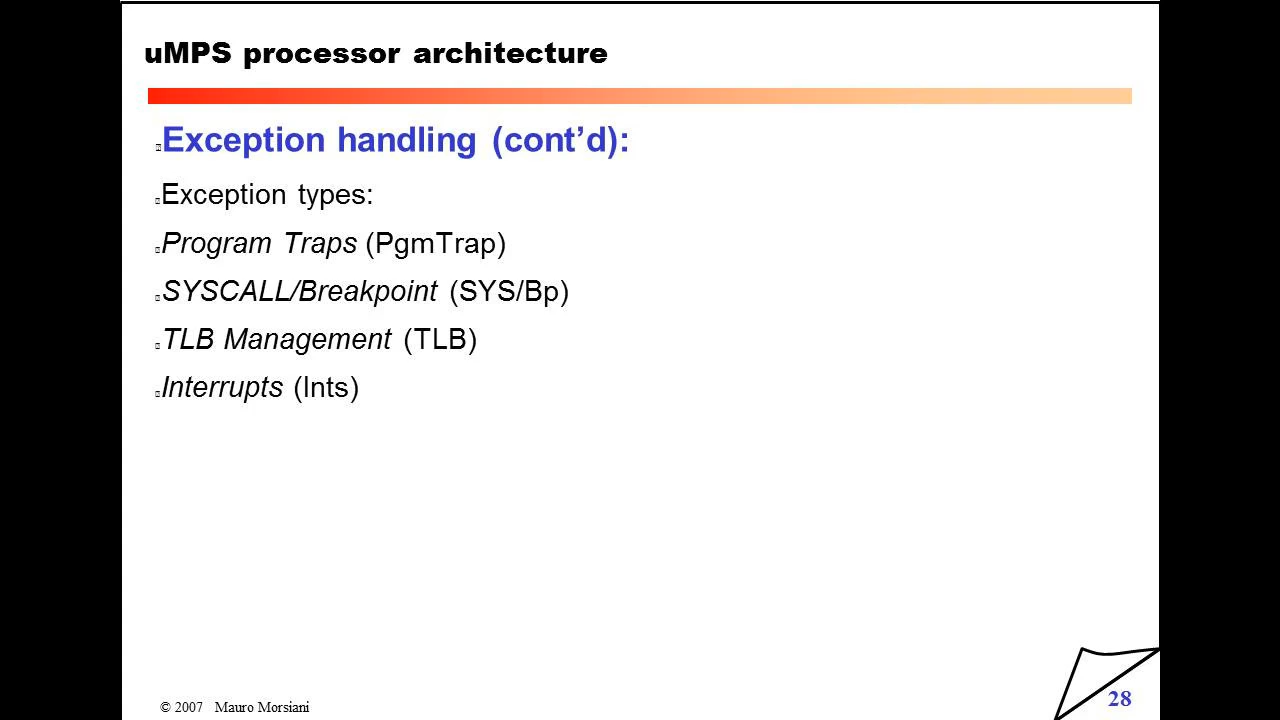 uMPS processor architecture
Exception handling (cont’d):
Exception types:
Program Traps (PgmTrap)
SYSCALL/Breakpoint (SYS/Bp)
TLB Management (TLB)
Interrupts (Ints)
© 2007 Mauro Morsiani
28